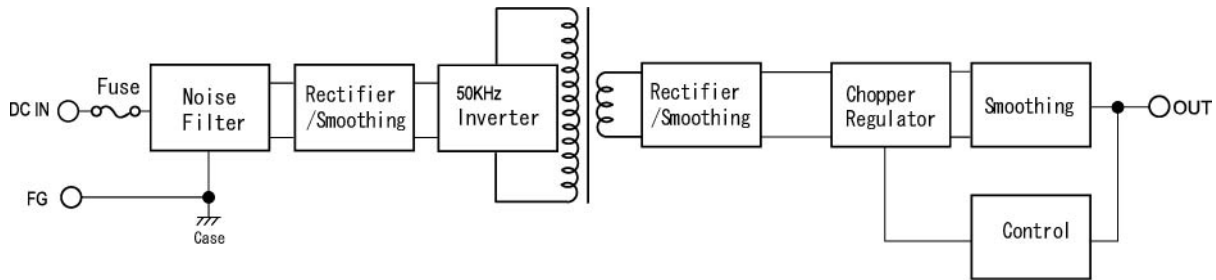 DC IN
Fuse
Noise
Filter
Rectifier
/Smoothing
50KHz
Inverter
Rectifier
/Smoothing
Chopper
Regulator
Smoothing
OUT
FG
Case
Control